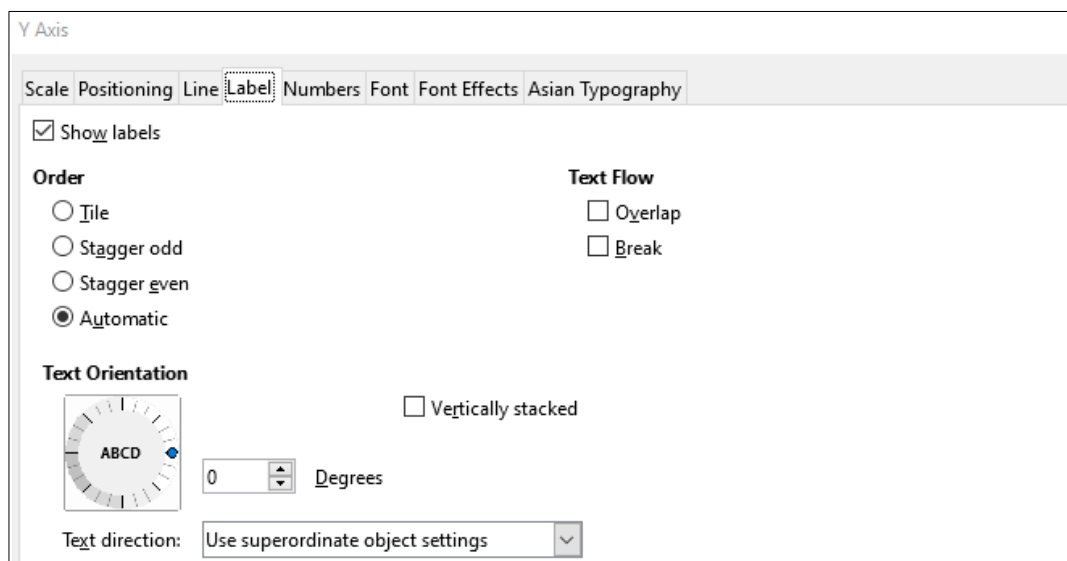 Y Axis
Scale Positioning Line Label Numbers Font Font Effects Asian Typography
Show labels
Order
Tile
Stagger odd
Stagger even
Automatic
Text Flow
Overlap
Break
Text Orientation
ABCD
Vertically stacked
0 Degrees
Text direction: Use superordinate object settings